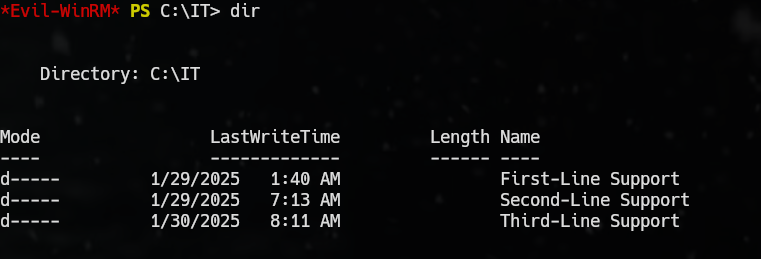 *Evil-WinRM* PS C:\IT> dir
Directory: C:\IT
Mode LastWriteTime Length Name
---- ------------- ------ ----
d----- 1/29/2025 1:40 AM First-Line Support
d----- 1/29/2025 7:13 AM Second-Line Support
d----- 1/30/2025 8:11 AM Third-Line Support